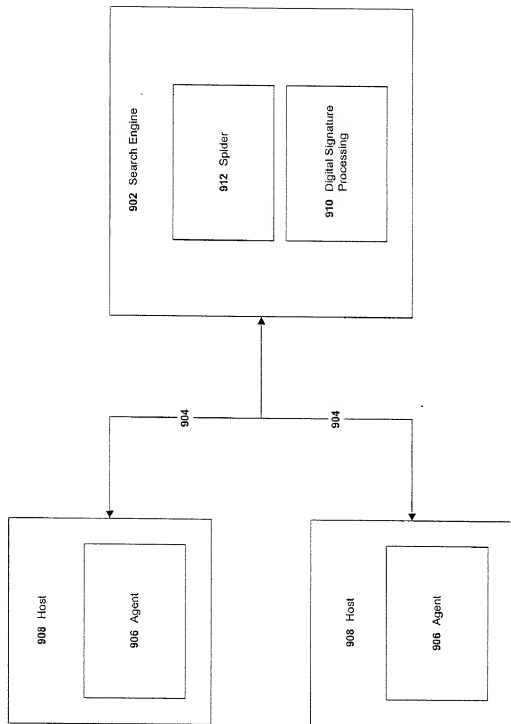 908 Host
908 Host
906 Agent
906 Agent
904
904
902 Search Engine
912 Spider
910 Digital Signature
Processing